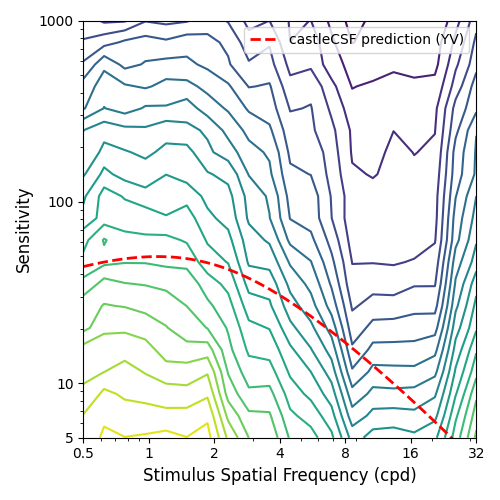 1000
castleCSF prediction (YV)
Sensitivity
100
10
5
0.5 1 2 4 8 16 32
Stimulus Spatial Frequency (cpd)